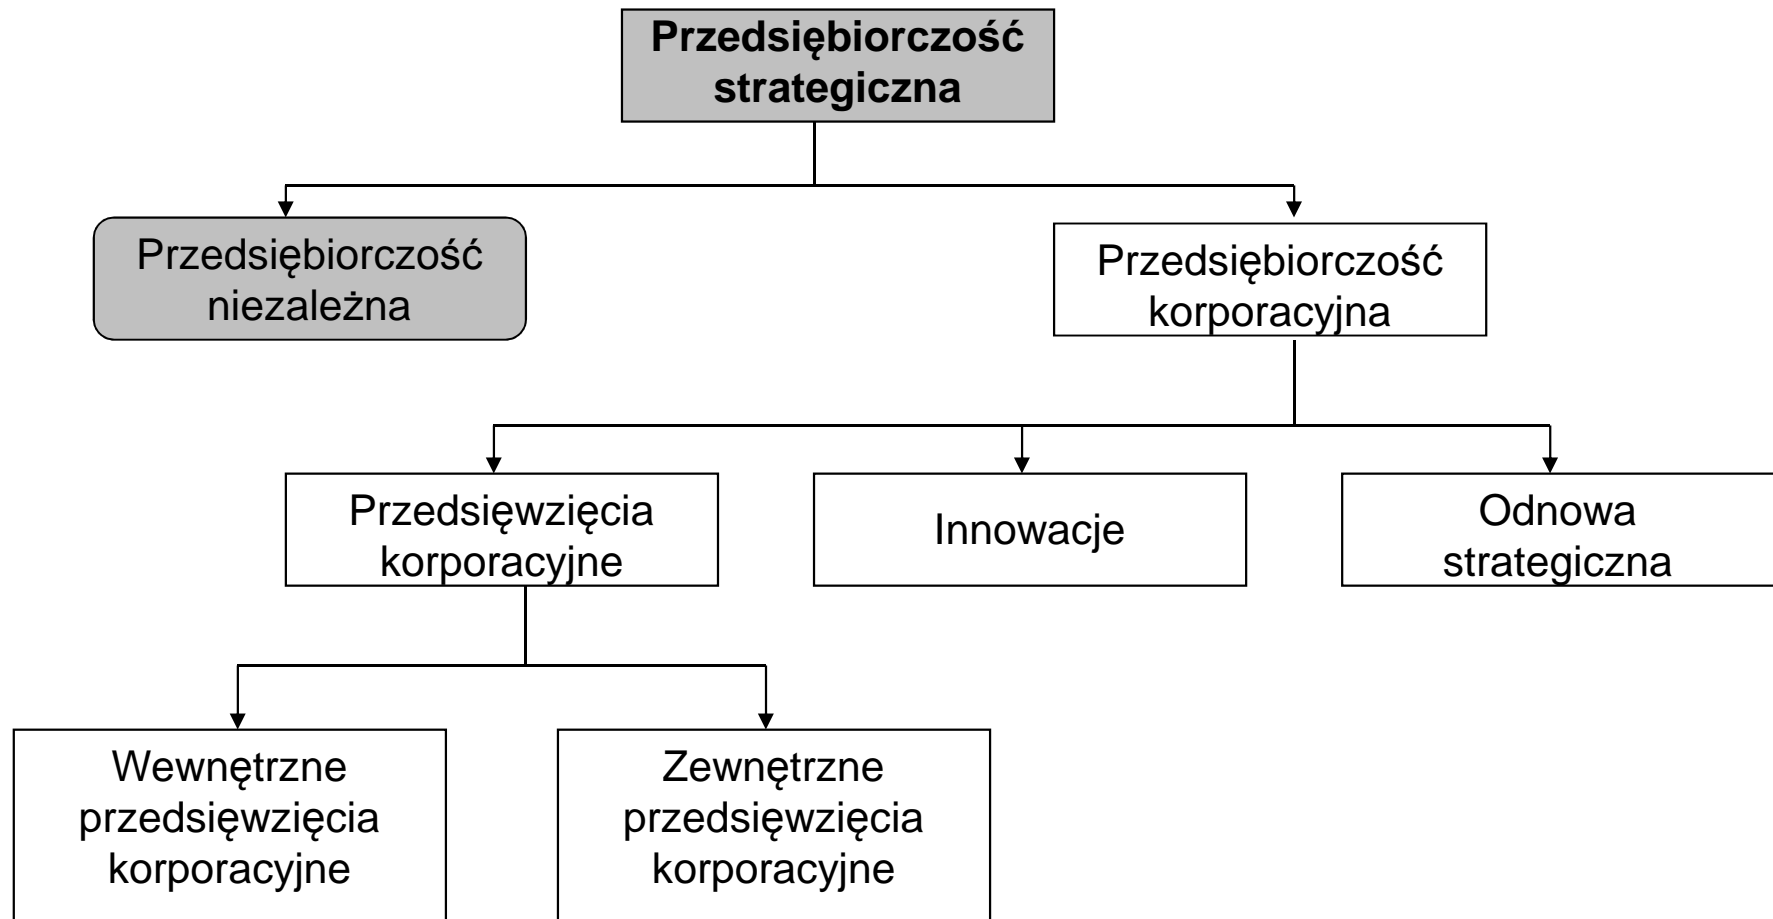 Przedsiębiorczość
strategiczna
Przedsiębiorczość
niezależna
Przedsiębiorczość
korporacyjna
Przedsięwzięcia
korporacyjne
Innowacje
Odnowa
strategiczna
Wewnętrzne
przedsięwzięcia
korporacyjne
Zewnętrzne
przedsięwzięcia
korporacyjne